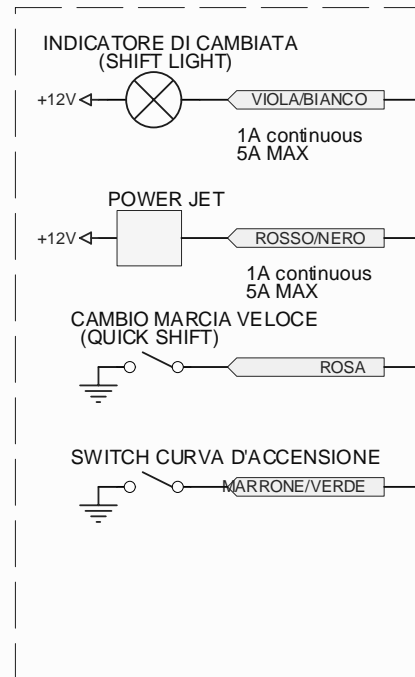 INDICATORE DI CAMBIATA
(SHIFT LIGHT)
+12V
VIOLA/BIANCO
1A continuous
5A MAX
POWER JET
+12V
ROSSO/NERO
1A continuous
5A MAX
CAMBIO MARCIA VELOCE
(QUICK SHIFT)
ROSA
SWITCH CURVA D'ACCENSIONE
MARRONE/VERDE